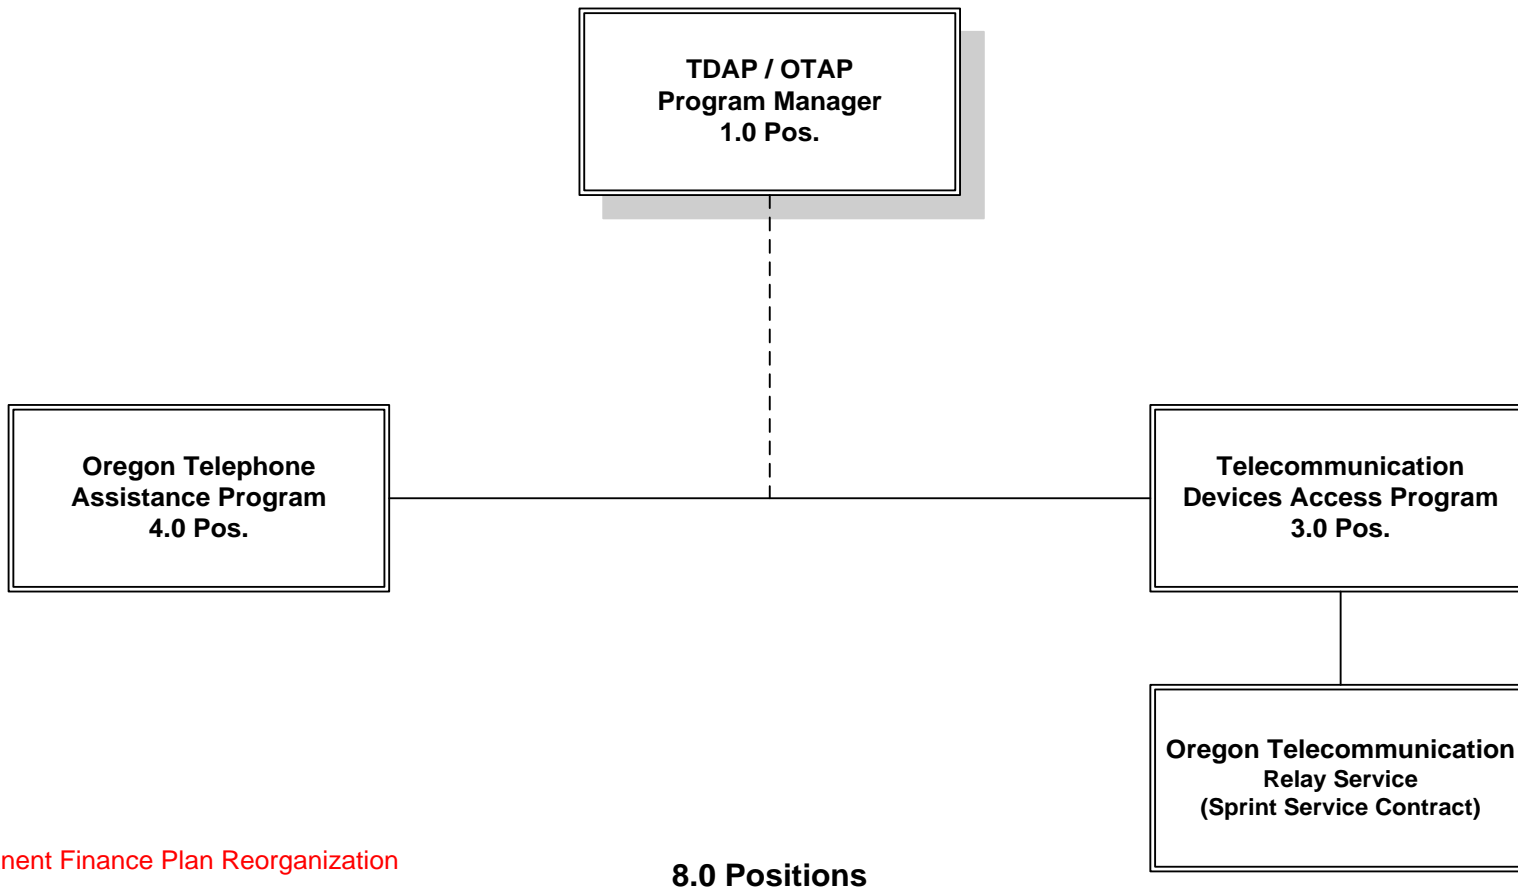 TDAP / OTAP
Program Manager
1.0 Pos.
Oregon Telephone
Assistance Program
4.0 Pos.
Telecommunication
Devices Access Program
3.0 Pos.
Oregon Telecommunication
Relay Service
(Sprint Service Contract)
Finance Plan Reorganization
8.0 Positions